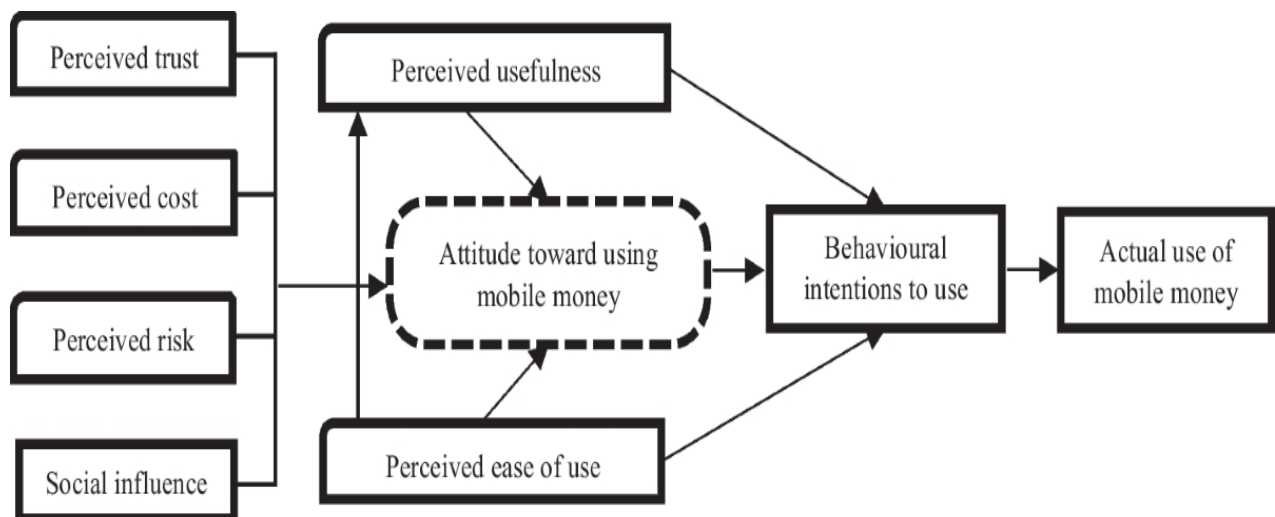 Perceived trust
Perceived cost
Perceived risk
Social influence
Perceived usefulness
Attitude toward using
mobile money
Perceived ease of use
Behavioural
intentions to use
Actual use of
mobile money